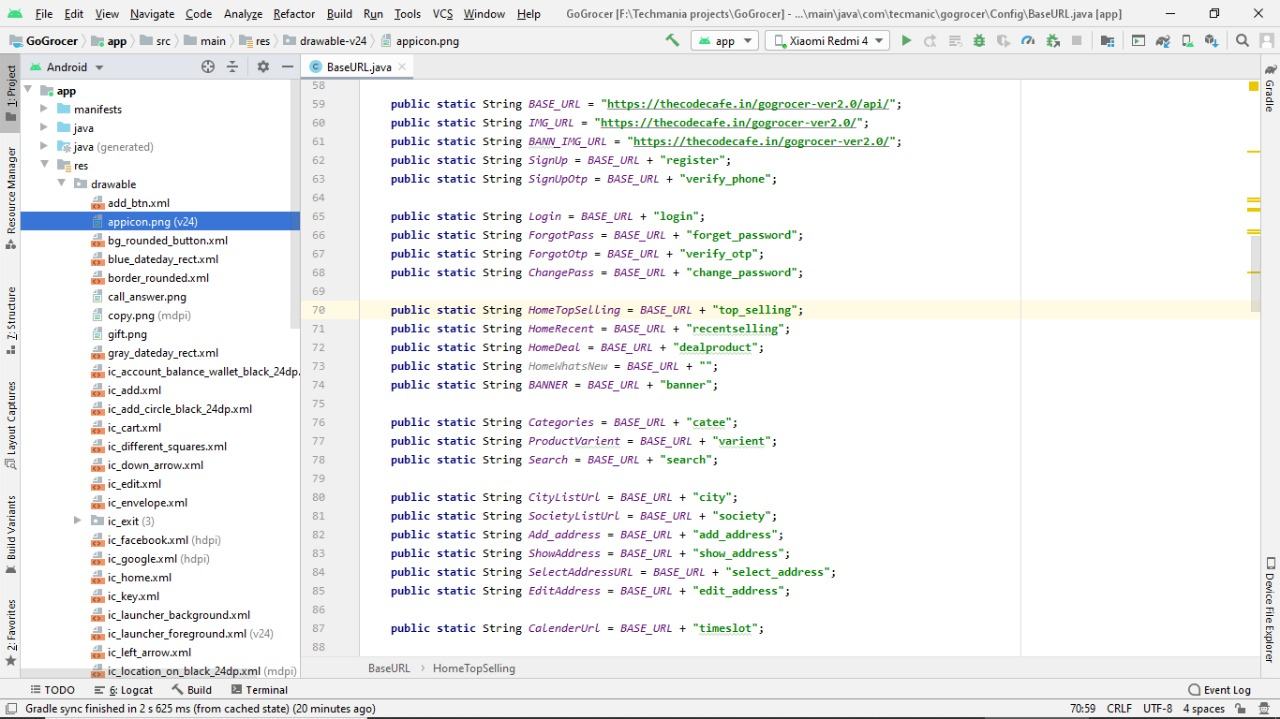 File Edit View Navigate Code Analyze Refactor Build Run Tools VCS Window Help GoGrocer [F:\Techmania projects\GoGrocer] - ...\main\java\com\tecmanic\gogrocer\Config\BaseURL.java [app]
GoGrocer app src main res drawable-v24 appicon.png app Xiaomi Redmi 4
1: Project
Resource Manager
7: Structure
Layout Captures
Build Variants
2: Favorites
Android
app
manifests
java
java (generated)
res
drawable
add_btn.xml
appicon.png (v24)
bg_rounded_button.xml
blue_dateday_rect.xml
border_rounded.xml
call_answer.png
copy.png (mdpi)
gift.png
gray_dateday_rect.xml
ic_account_balance_wallet_black_24dp.
ic_add.xml
ic_add_circle_black_24dp.xml
ic_cart.xml
ic_different_squares.xml
ic_down_arrow.xml
ic_edit.xml
ic_envelope.xml
ic_exit (3)
ic_facebook.xml (hdpi)
ic_google.xml (hdpi)
ic_home.xml
ic_key.xml
ic_launcher_background.xml
ic_launcher_foreground.xml (v24)
ic_left_arrow.xml
ic_location_on_black_24dp.xml (mdpi)
BaseURL.java
58
59 public static String BASE_URL = "https://thecodecafe.in/gogrocer-ver2.0/api/";
60 public static String IMG_URL = "https://thecodecafe.in/gogrocer-ver2.0/";
61 public static String BANN_IMG_URL = "https://thecodecafe.in/gogrocer-ver2.0/";
62 public static String SignUp = BASE_URL + "register";
63 public static String SignUpOtp = BASE_URL + "verify_phone";
64
65 public static String Login = BASE_URL + "login";
66 public static String ForgotPass = BASE_URL + "forget_password";
67 public static String ForgotOtp = BASE_URL + "verify_otp";
68 public static String ChangePass = BASE_URL + "change_password";
69
70 public static String HomeTopSelling = BASE_URL + "top_selling";
71 public static String HomeRecent = BASE_URL + "recentselling";
72 public static String HomeDeal = BASE_URL + "dealproduct";
73 public static String HomeWhatsNew = BASE_URL + "";
74 public static String BANNER = BASE_URL + "banner";
75
76 public static String Categories = BASE_URL + "catee";
77 public static String ProductVarient = BASE_URL + "varient";
78 public static String Search = BASE_URL + "search";
79
80 public static String CityListUrl = BASE_URL + "city";
81 public static String SocietyListUrl = BASE_URL + "society";
82 public static String Add_address = BASE_URL + "add_address";
83 public static String ShowAddress = BASE_URL + "show_address";
84 public static String SelectAddressURL = BASE_URL + "select_address";
85 public static String EditAddress = BASE_URL + "edit_address";
86
87 public static String CalenderUrl = BASE_URL + "timeslot";
88
BaseURL HomeTopSelling
Gradle
Device File Explorer
TODO 6: Logcat Build Terminal Event Log
Gradle sync finished in 2 s 625 ms (from cached state) (20 minutes ago) 70:59 CRLF UTF-8 4 spaces